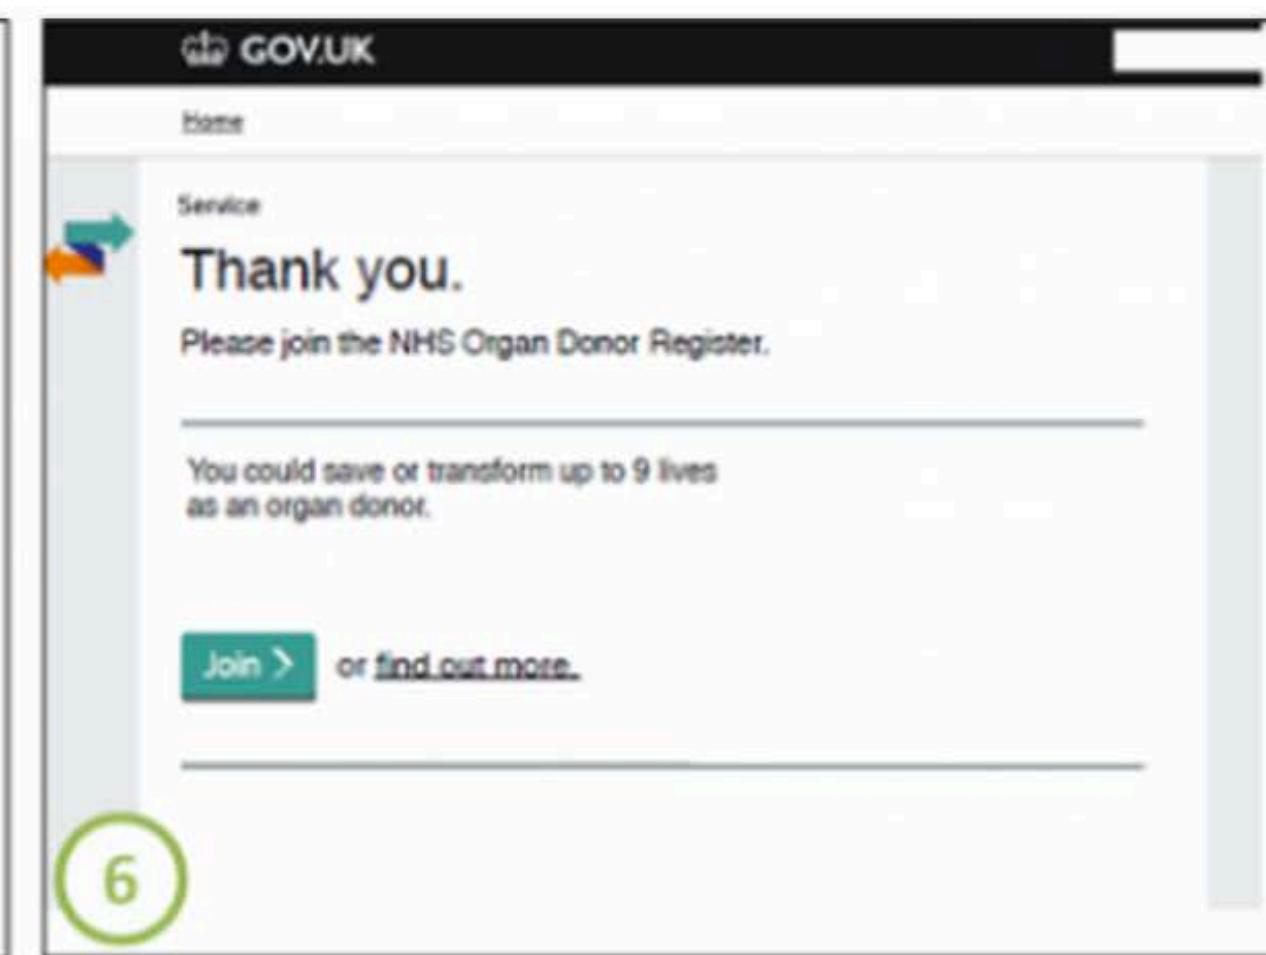 GOV.UK
Home
Service
Thank you.
Please join the NHS Organ Donor Register.
You could save or transform up to 9 lives
as an organ donor.
Join > or find out more.
6